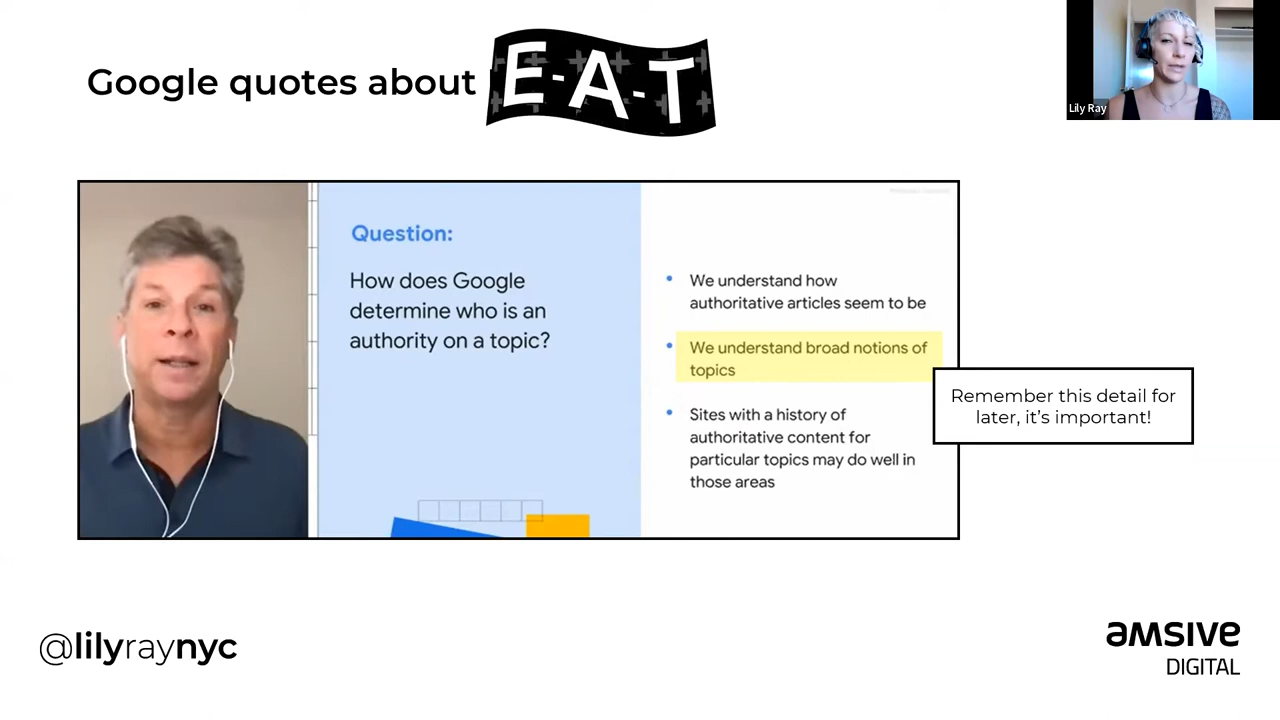 Google quotes about E-A-T
Lily Ray
Question:
How does Google
determine who is an
authority on a topic?
We understand how
authoritative articles seem to be
We understand broad notions of
topics
Sites with a history of
authoritative content for
particular topics may do well in
those areas
Remember this detail for
later, it's important!
@lilyraynyc
amsive
DIGITAL